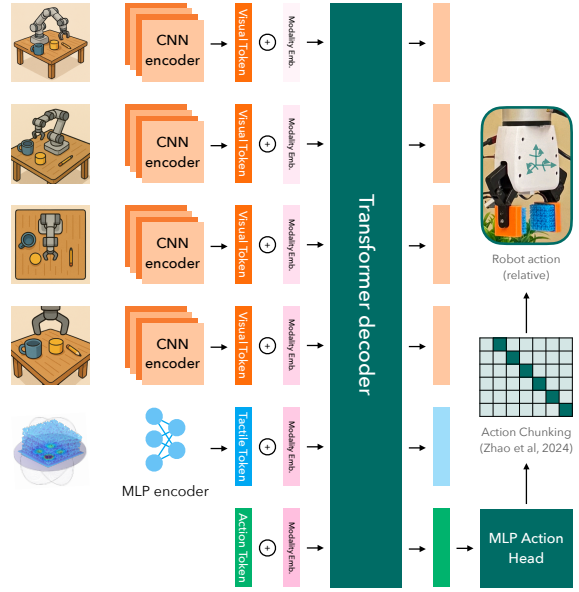 CNN
encoder
Visual Token
+
Modality Emb.
CNN
encoder
Visual Token
+
Modality Emb.
CNN
encoder
Visual Token
+
Modality Emb.
CNN
encoder
Visual Token
+
Modality Emb.
MLP encoder
Tactile Token
+
Modality Emb.
Action Token
+
Modality Emb.
Transformer decoder
Robot action
(relative)
Action Chunking
(Zhao et al, 2024)
MLP Action
Head